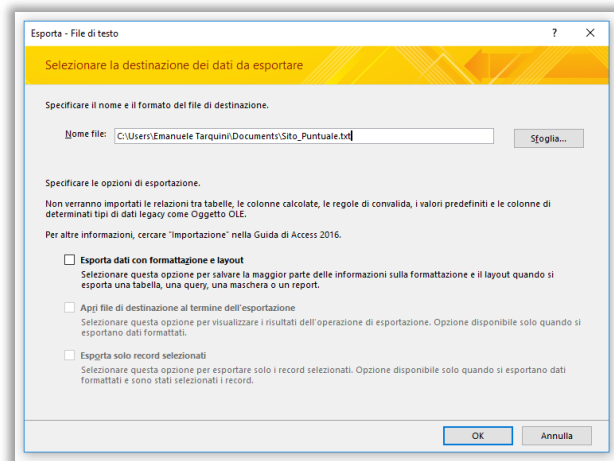 Esporta - File di testo
? ×
Selezionare la destinazione dei dati da esportare
Specificare il nome e il formato del file di destinazione.
Nome file: C:\Users\Emanuele Tarquini\Documents\Sito_Puntuale.txt Sfoglia...
Specificare le opzioni di esportazione.
Non verranno importati le relazioni tra tabelle, le colonne calcolate, le regole di convalida, i valori predefiniti e le colonne di
determinati tipi di dati legacy come Oggetto OLE.
Per altre informazioni, cercare "Importazione" nella Guida di Access 2016.
Esporta dati con formattazione e layout
Selezionare questa opzione per salvare la maggior parte delle informazioni sulla formattazione e il layout quando si
esporta una tabella, una query, una maschera o un report.
Apri file di destinazione al termine dell'esportazione
Selezionare questa opzione per visualizzare i risultati dell'operazione di esportazione. Opzione disponibile solo quando si
esportano dati formattati.
Esporta solo record selezionati
Selezionare questa opzione per esportare solo i record selezionati. Opzione disponibile solo quando si esportano dati
formattati e sono stati selezionati i record.
OK Annulla